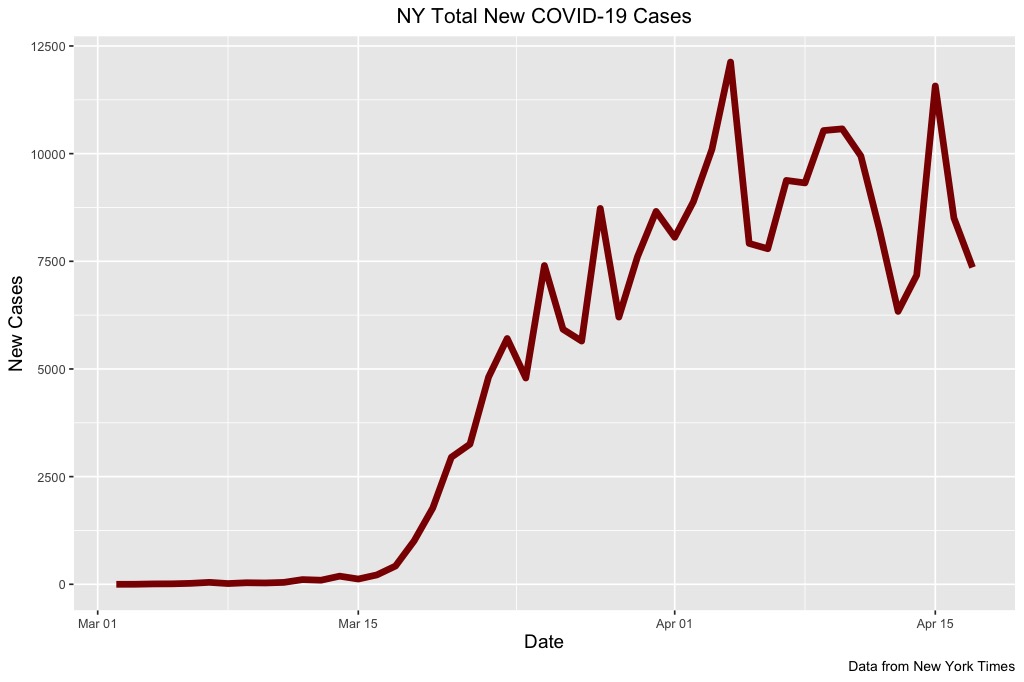 NY Total New COVID-19 Cases
New Cases
12500
10000
7500
5000
2500
0
Mar 01 Mar 15 Apr 01 Apr 15
Date
Data from New York Times